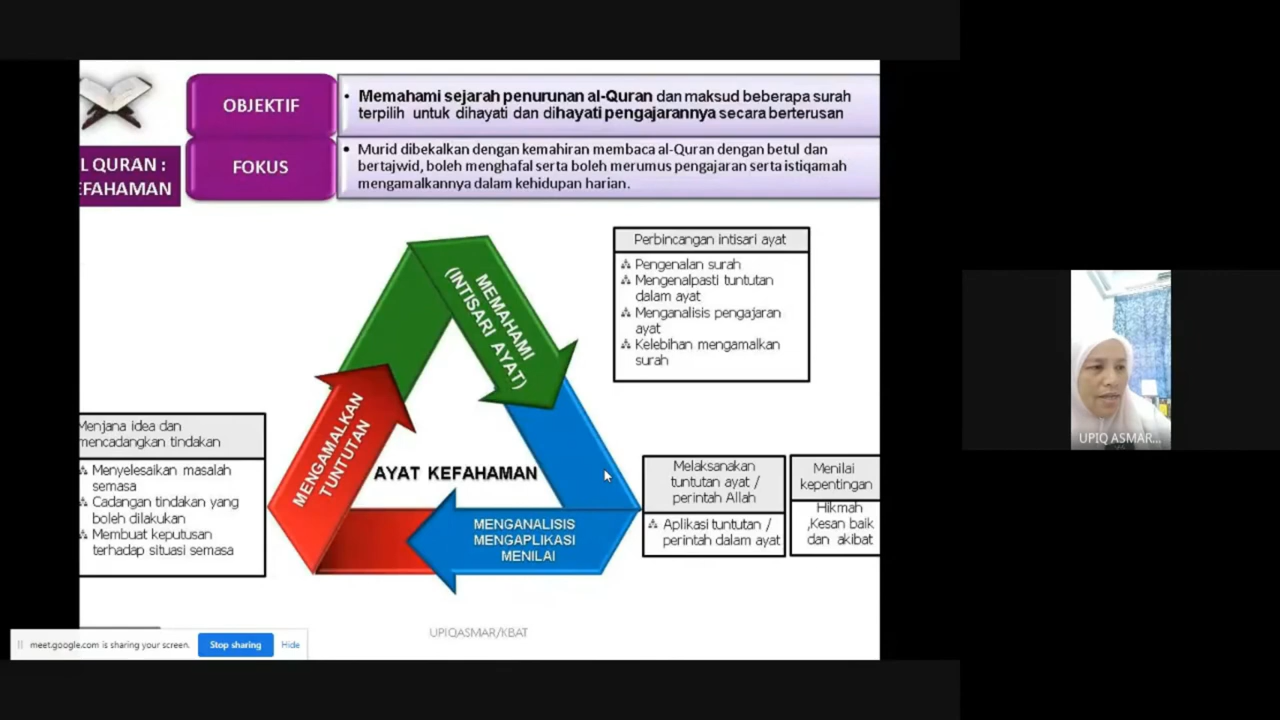 OBJEKTIF
• Memahami sejarah penurunan al-Quran dan maksud beberapa surah
terpilih untuk dihayati dan dihayati pengajarannya secara berterusan
L QURAN :
EFAHAMAN
FOKUS
• Murid dibekalkan dengan kemahiran membaca al-Quran dengan betul dan
bertajwid, boleh menghafal serta boleh merumus pengajaran serta istiqamah
mengamalkannya dalam kehidupan harian.
Perbincangan intisari ayat
Pengenalan surah
Mengenalpasti tuntutan
dalam ayat
Menganalisis pengajaran
ayat
Kelebihan mengamalkan
surah
MEMAHAMI
(INTISARI AYAT)
MENGAMALKAN
TUNTUTAN
AYAT KEFAHAMAN
MENGANALISIS
MENGAPLIKASI
MENILAI
Menjana idea dan
mencadangkan tindakan
Menyelesaikan masalah
semasa
Cadangan tindakan yang
boleh dilakukan
Membuat keputusan
terhadap situasi semasa
Melaksanakan
tuntutan ayat /
perintah Allah
Aplikasi tuntutan /
perintah dalam ayat
Menilai
kepentingan
Hikmah
,Kesan baik
dan akibat
UPIQASMAR/KBAT
meet.google.com is sharing your screen.
Stop sharing
Hide
UPIQ ASMAR...